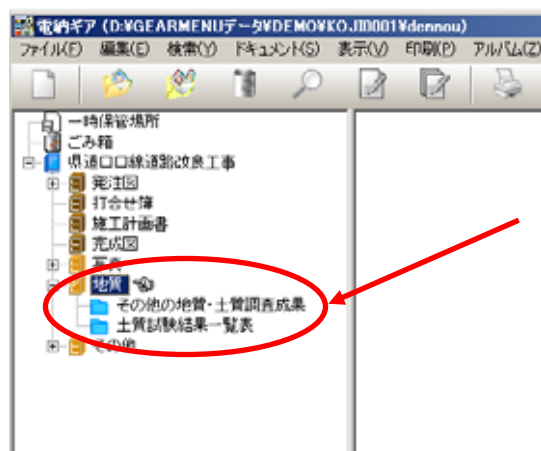 電納ギア (D:¥GEARMENUデータ¥DEMO¥KOJI0001¥dennou)
ファイル(F) 編集(E) 検索(Y) ドキュメント(S) 表示(V) 印刷(P) アルバム(Z)
一時保管場所
ごみ箱
県道口口線道路改良工事
発注図
打合せ簿
施工計画書
完成図
写真
地質
その他の地質・土質調査成果
土質試験結果一覧表
その他